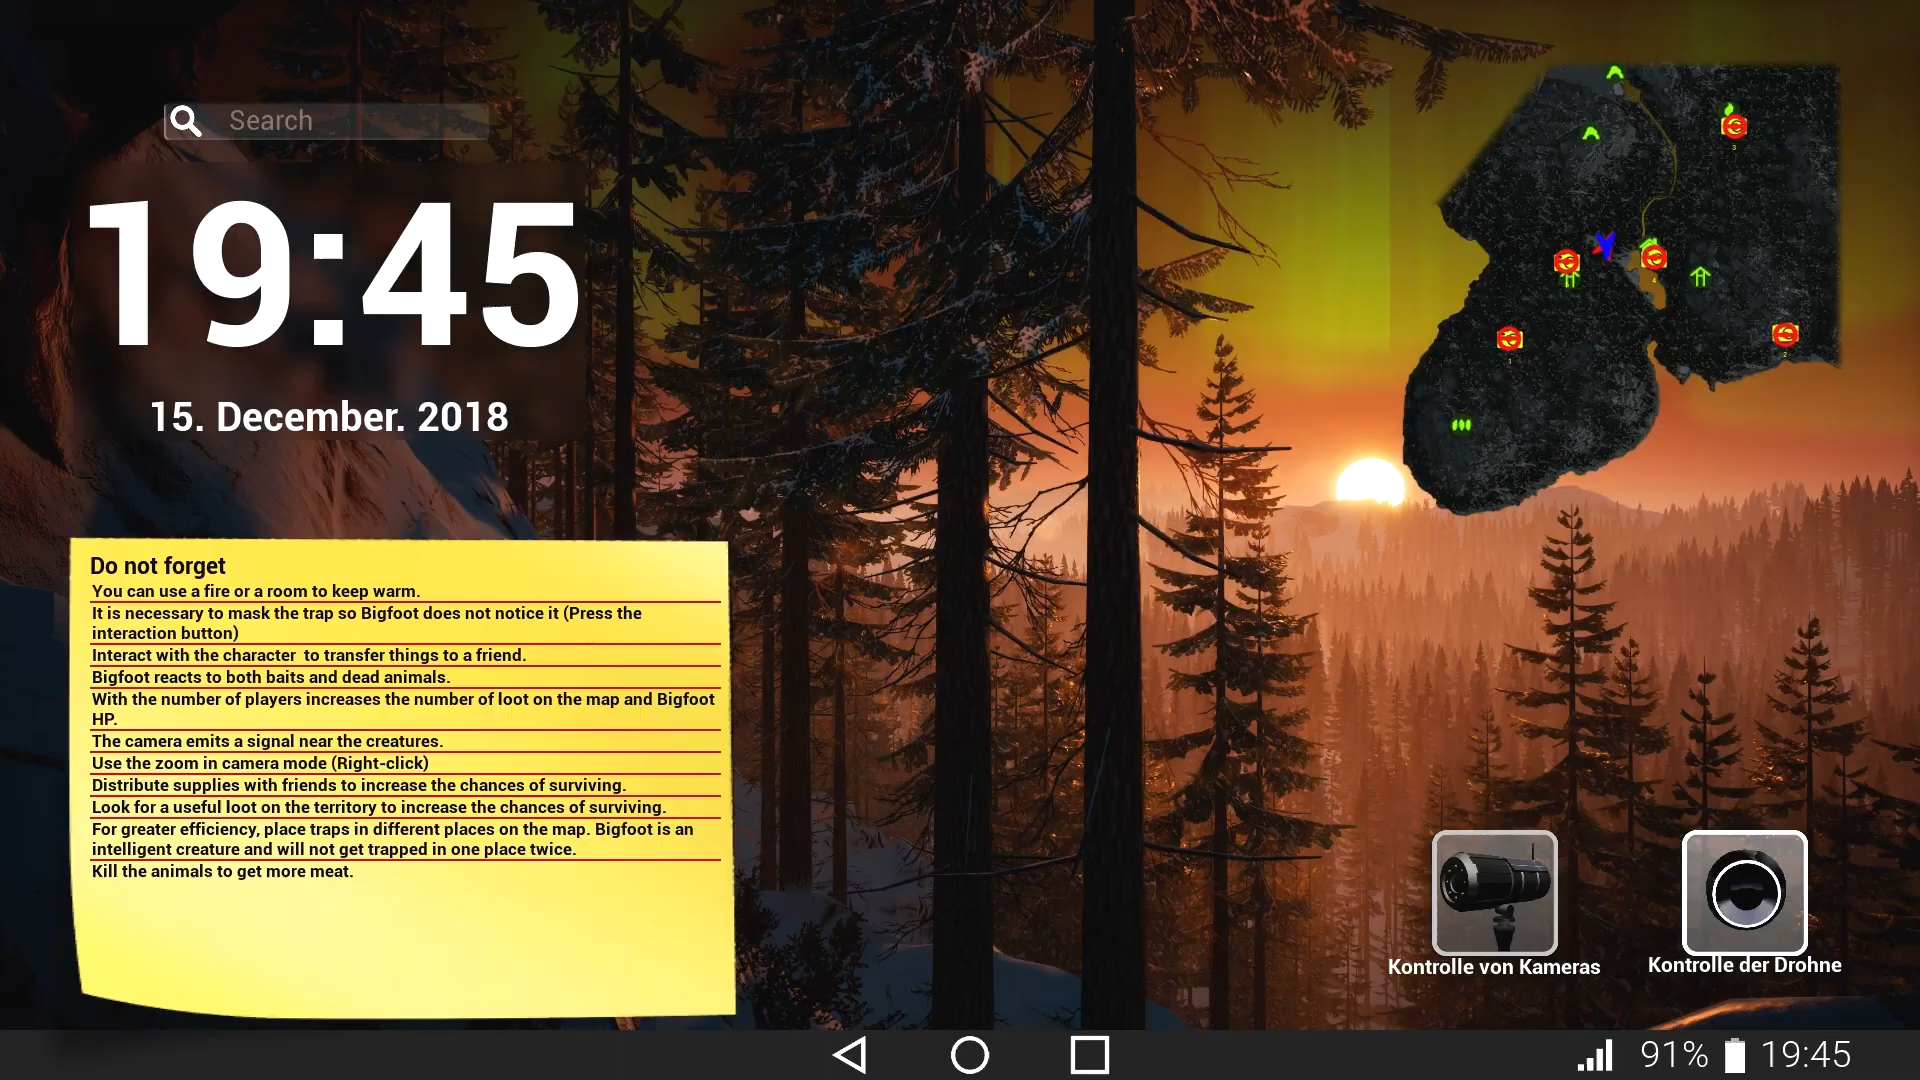 Search
19:45
15. December. 2018
Do not forget
You can use a fire or a room to keep warm.
It is necessary to mask the trap so Bigfoot does not notice it (Press the
interaction button)
Interact with the character  to transfer things to a friend.
Bigfoot reacts to both baits and dead animals.
With the number of players increases the number of loot on the map and Bigfoot
HP.
The camera emits a signal near the creatures.
Use the zoom in camera mode (Right-click)
Distribute supplies with friends to increase the chances of surviving.
Look for a useful loot on the territory to increase the chances of surviving.
For greater efficiency, place traps in different places on the map. Bigfoot is an
intelligent creature and will not get trapped in one place twice.
Kill the animals to get more meat.
3
4
2
1
Kontrolle von Kameras
Kontrolle der Drohne
91% 19:45